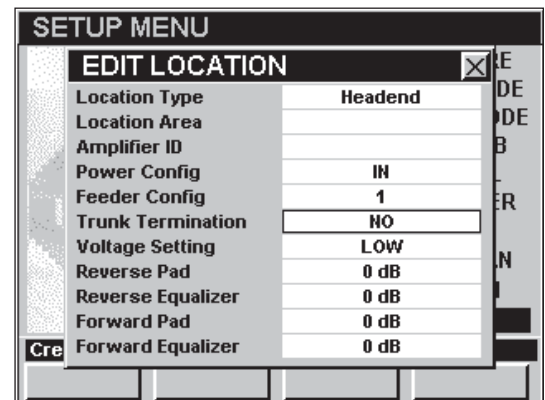 SETUP MENU
EDIT LOCATION
Location Type Headend
Location Area
Amplifier ID
Power Config IN
Feeder Config 1
Trunk Termination NO
Voltage Setting LOW
Reverse Pad 0 dB
Reverse Equalizer 0 dB
Forward Pad 0 dB
Forward Equalizer 0 dB
Cre